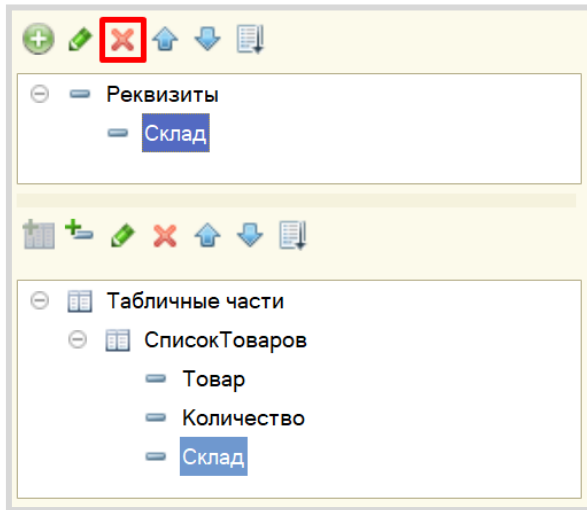 Реквизиты
Склад
Табличные части
СписокТоваров
Товар
Количество
Склад